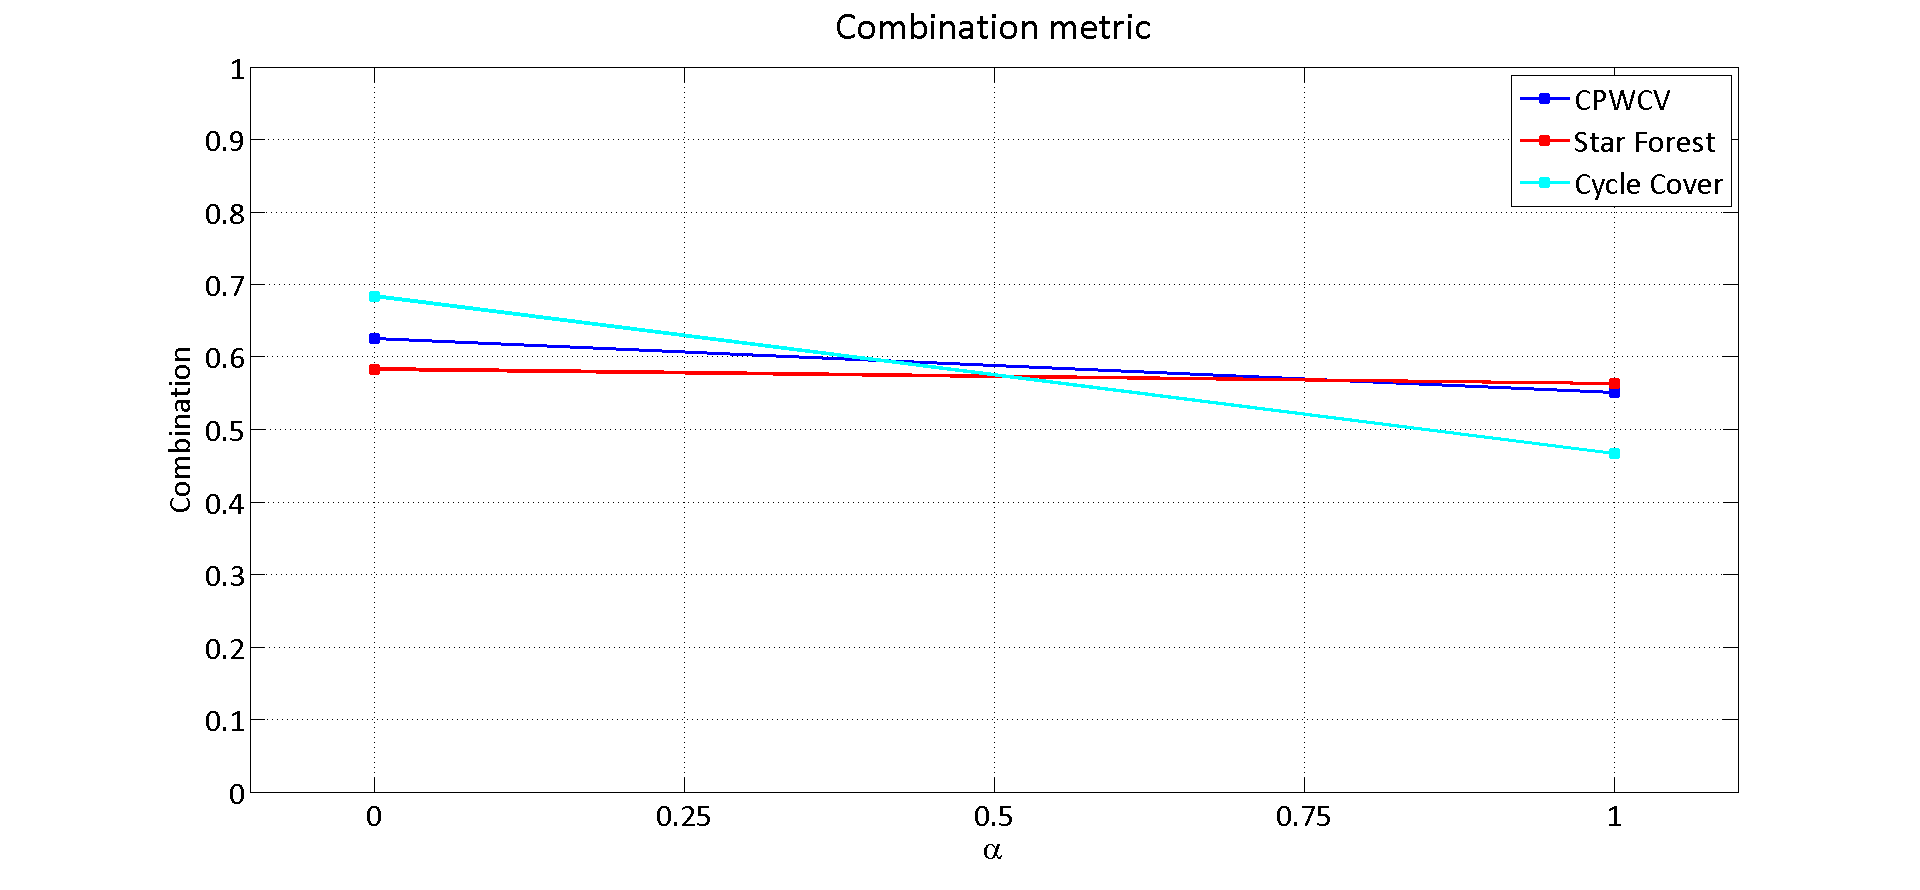 Combination metric
1
0.9
0.8
0.7
0.6
0.5
0.4
0.3
0.2
0.1
0
Combination
CPWCV
Star Forest
Cycle Cover
0
0.25
0.5
0.75
1
α